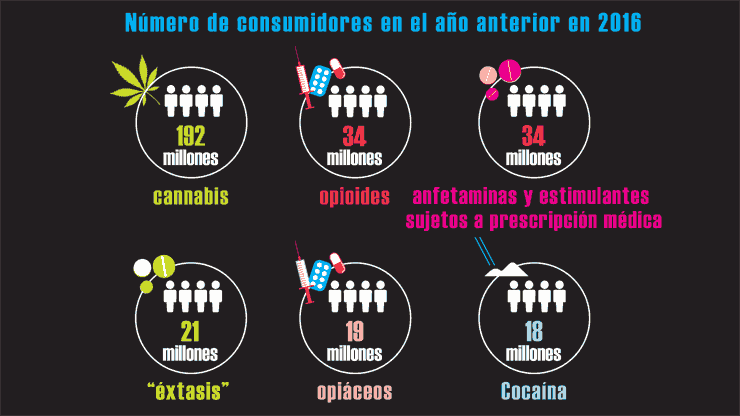 Número de consumidores en el año anterior en 2016
192
millones
cannabis
34
millones
opioides
34
millones
anfetaminas y estimulantes
sujetos a prescripción médica
21
millones
“éxtasis”
19
millones
opiáceos
18
millones
Cocaína